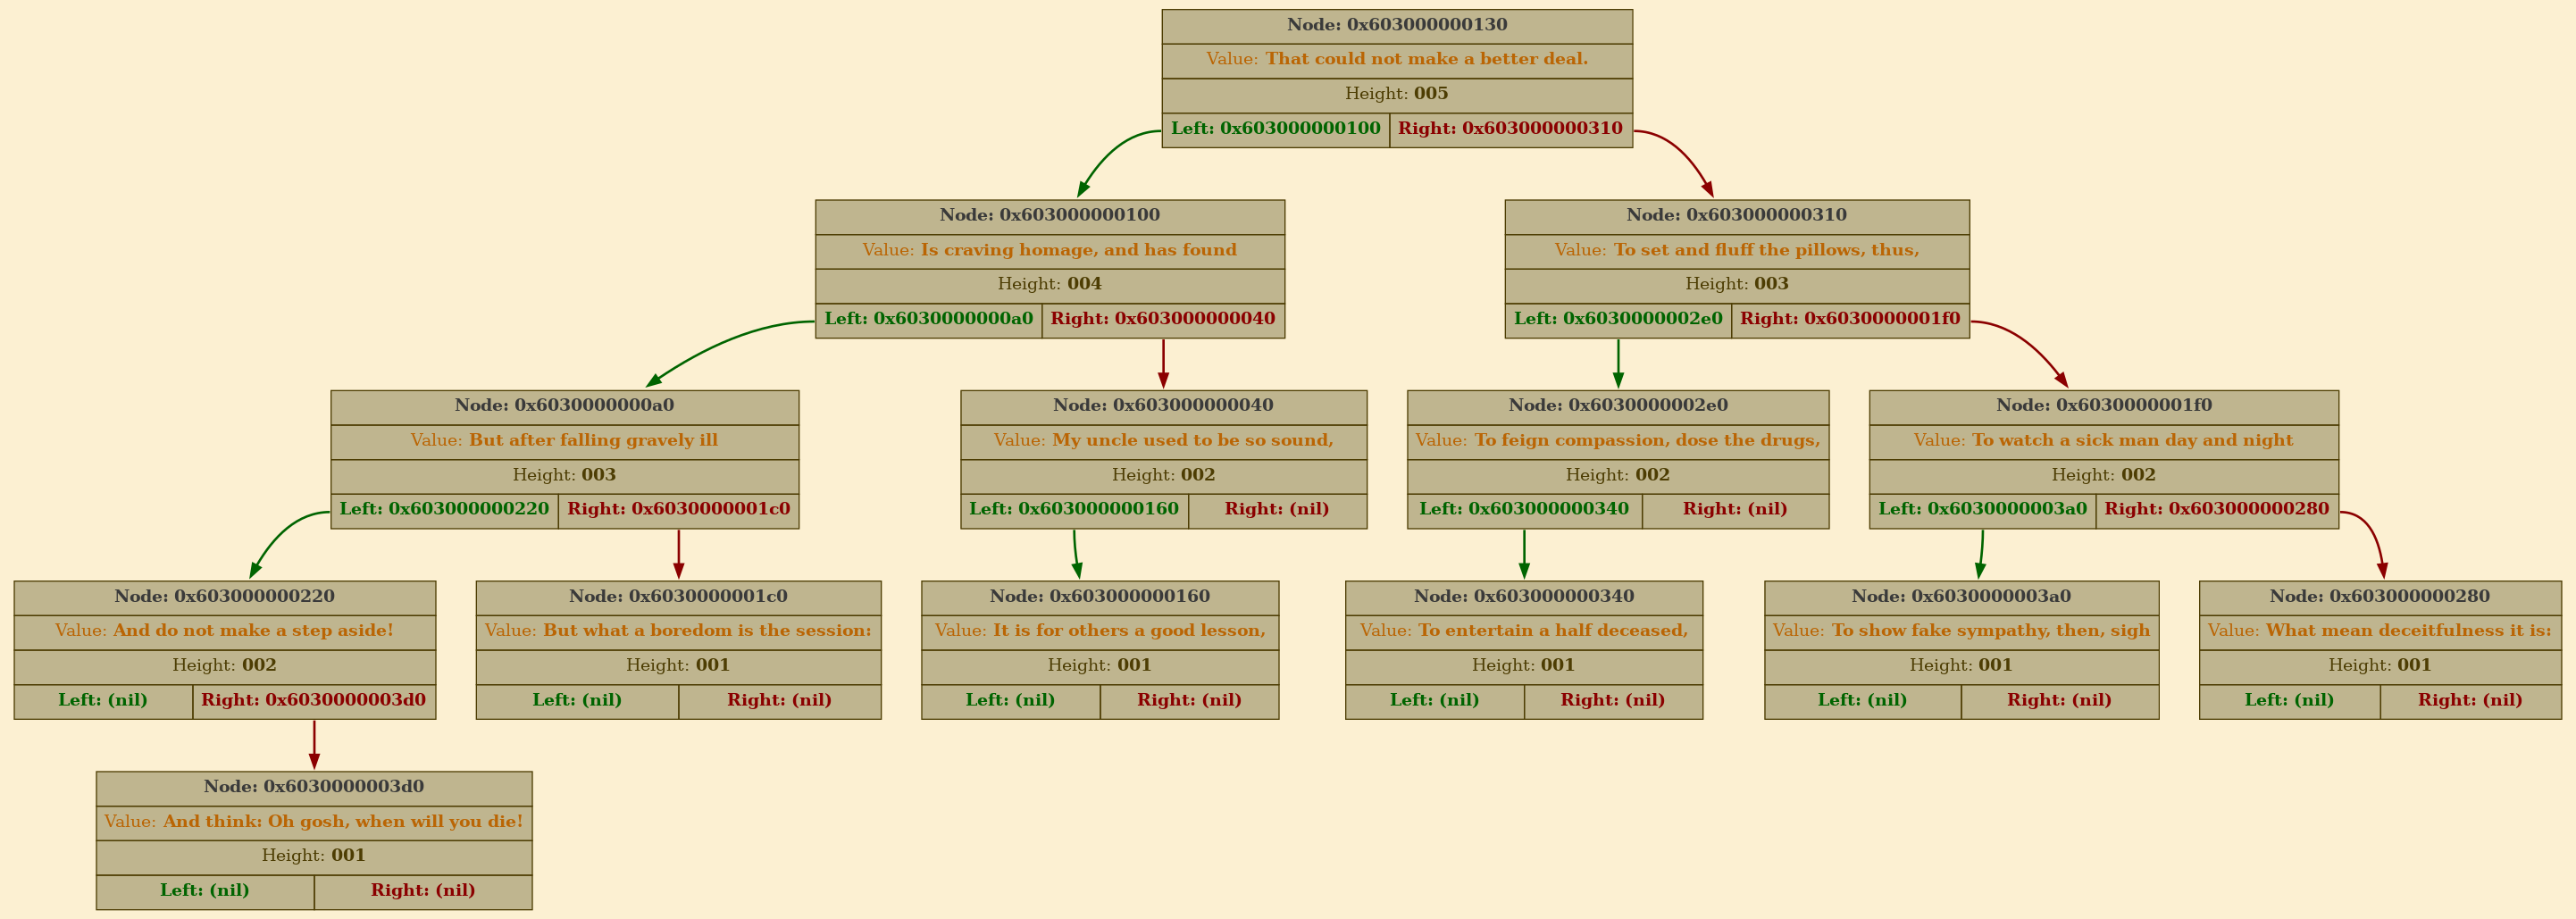 Node: 0x603000000130
Value: That could not make a better deal.
Height: 005
Left: 0x603000000100 Right: 0x603000000310
Node: 0x603000000100
Value: Is craving homage, and has found
Height: 004
Left: 0x6030000000a0 Right: 0x603000000040
Node: 0x603000000310
Value: To set and fluff the pillows, thus,
Height: 003
Left: 0x6030000002e0 Right: 0x6030000001f0
Node: 0x6030000000a0
Value: But after falling gravely ill
Height: 003
Left: 0x603000000220 Right: 0x6030000001c0
Node: 0x603000000040
Value: My uncle used to be so sound,
Height: 002
Left: 0x603000000160 Right: (nil)
Node: 0x6030000002e0
Value: To feign compassion, dose the drugs,
Height: 002
Left: 0x603000000340 Right: (nil)
Node: 0x6030000001f0
Value: To watch a sick man day and night
Height: 002
Left: 0x6030000003a0 Right: 0x603000000280
Node: 0x603000000220
Value: And do not make a step aside!
Height: 002
Left: (nil) Right: 0x6030000003d0
Node: 0x6030000001c0
Value: But what a boredom is the session:
Height: 001
Left: (nil) Right: (nil)
Node: 0x603000000160
Value: It is for others a good lesson,
Height: 001
Left: (nil) Right: (nil)
Node: 0x603000000340
Value: To entertain a half deceased,
Height: 001
Left: (nil) Right: (nil)
Node: 0x6030000003a0
Value: To show fake sympathy, then, sigh
Height: 001
Left: (nil) Right: (nil)
Node: 0x603000000280
Value: What mean deceitfulness it is:
Height: 001
Left: (nil) Right: (nil)
Node: 0x6030000003d0
Value: And think: Oh gosh, when will you die!
Height: 001
Left: (nil) Right: (nil)